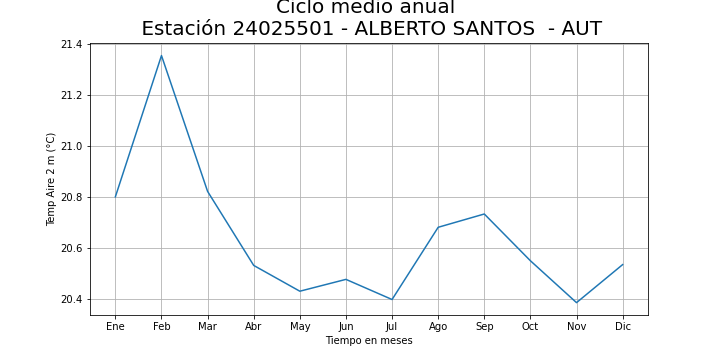 Ciclo medio anual
Estación 24025501 - ALBERTO SANTOS  - AUT
21.4
21.2
21.0
20.8
20.6
20.4
Temp Aire 2 m (°C)
Ene Feb Mar Abr May Jun Jul Ago Sep Oct Nov Dic
Tiempo en meses